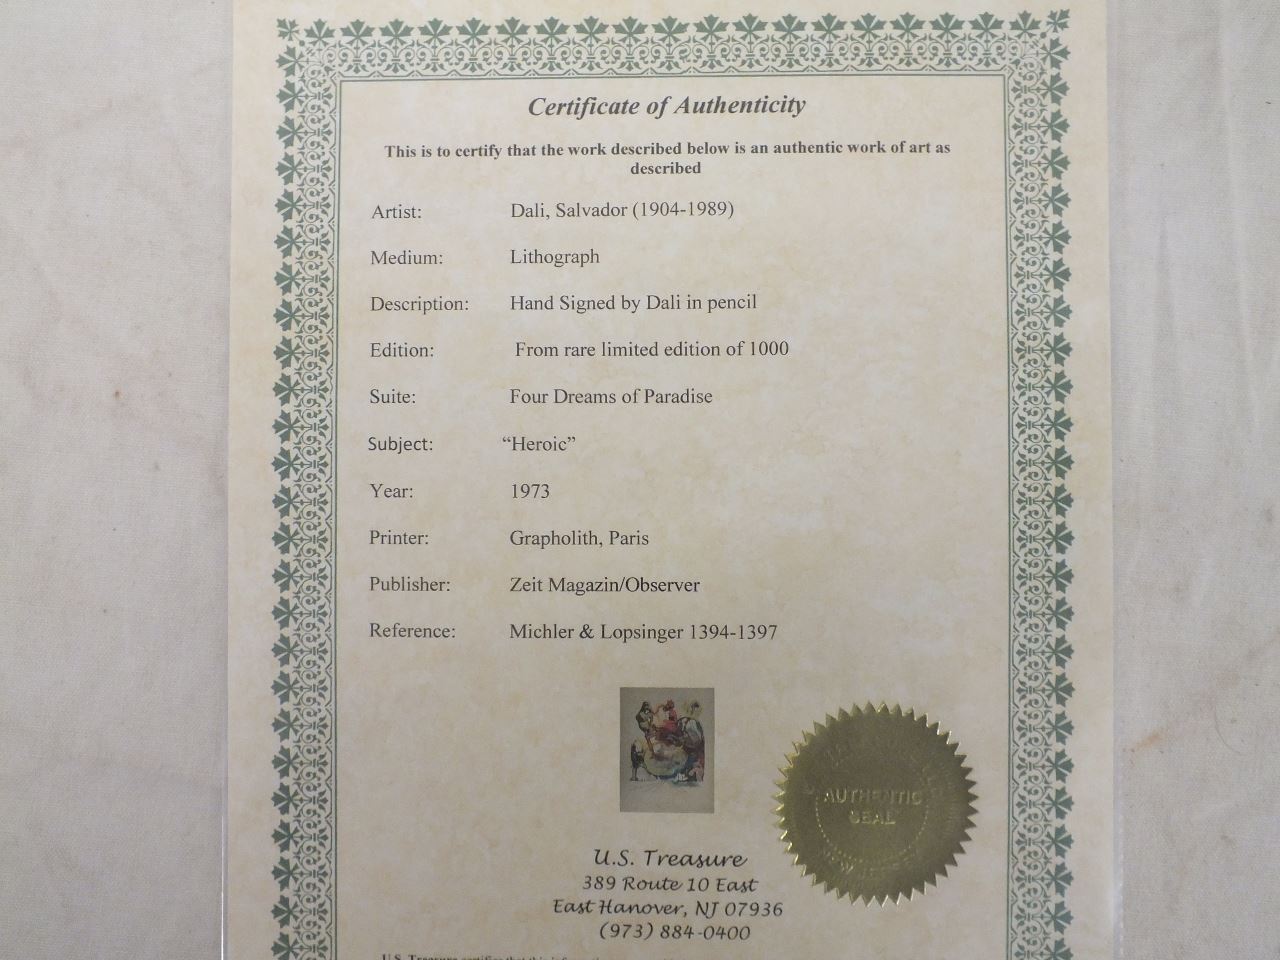 Certificate of Authenticity
This is to certify that the work described below is an authentic work of art as
described
Artist: Dali, Salvador (1904-1989)
Medium: Lithograph
Description: Hand Signed by Dali in pencil
Edition: From rare limited edition of 1000
Suite: Four Dreams of Paradise
Subject: “Heroic”
Year: 1973
Printer: Grapholith, Paris
Publisher: Zeit Magazin/Observer
Reference: Michler & Lopsinger 1394-1397
AUTHENTIC
SEAL
U.S. Treasure
389 Route 10 East
East Hanover, NJ 07936
(973) 884-0400
U.S. Treasure certifies that this